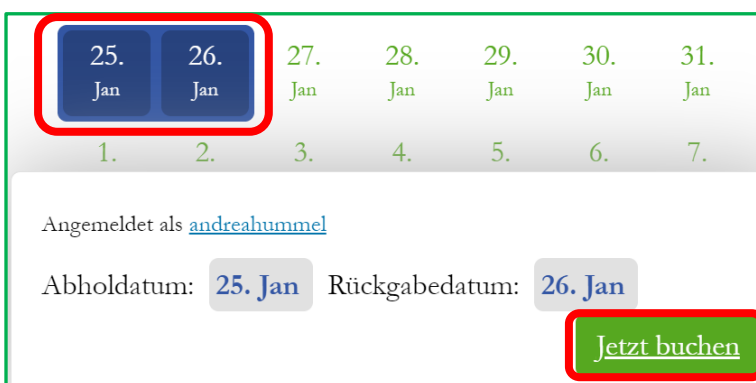 25. 26. 27. 28. 29. 30. 31.
Jan Jan Jan Jan Jan Jan Jan
1. 2. 3. 4. 5. 6. 7.
Angemeldet als andreahummel
Abholdatum: 25. Jan Rückgabedatum: 26. Jan
Jetzt buchen